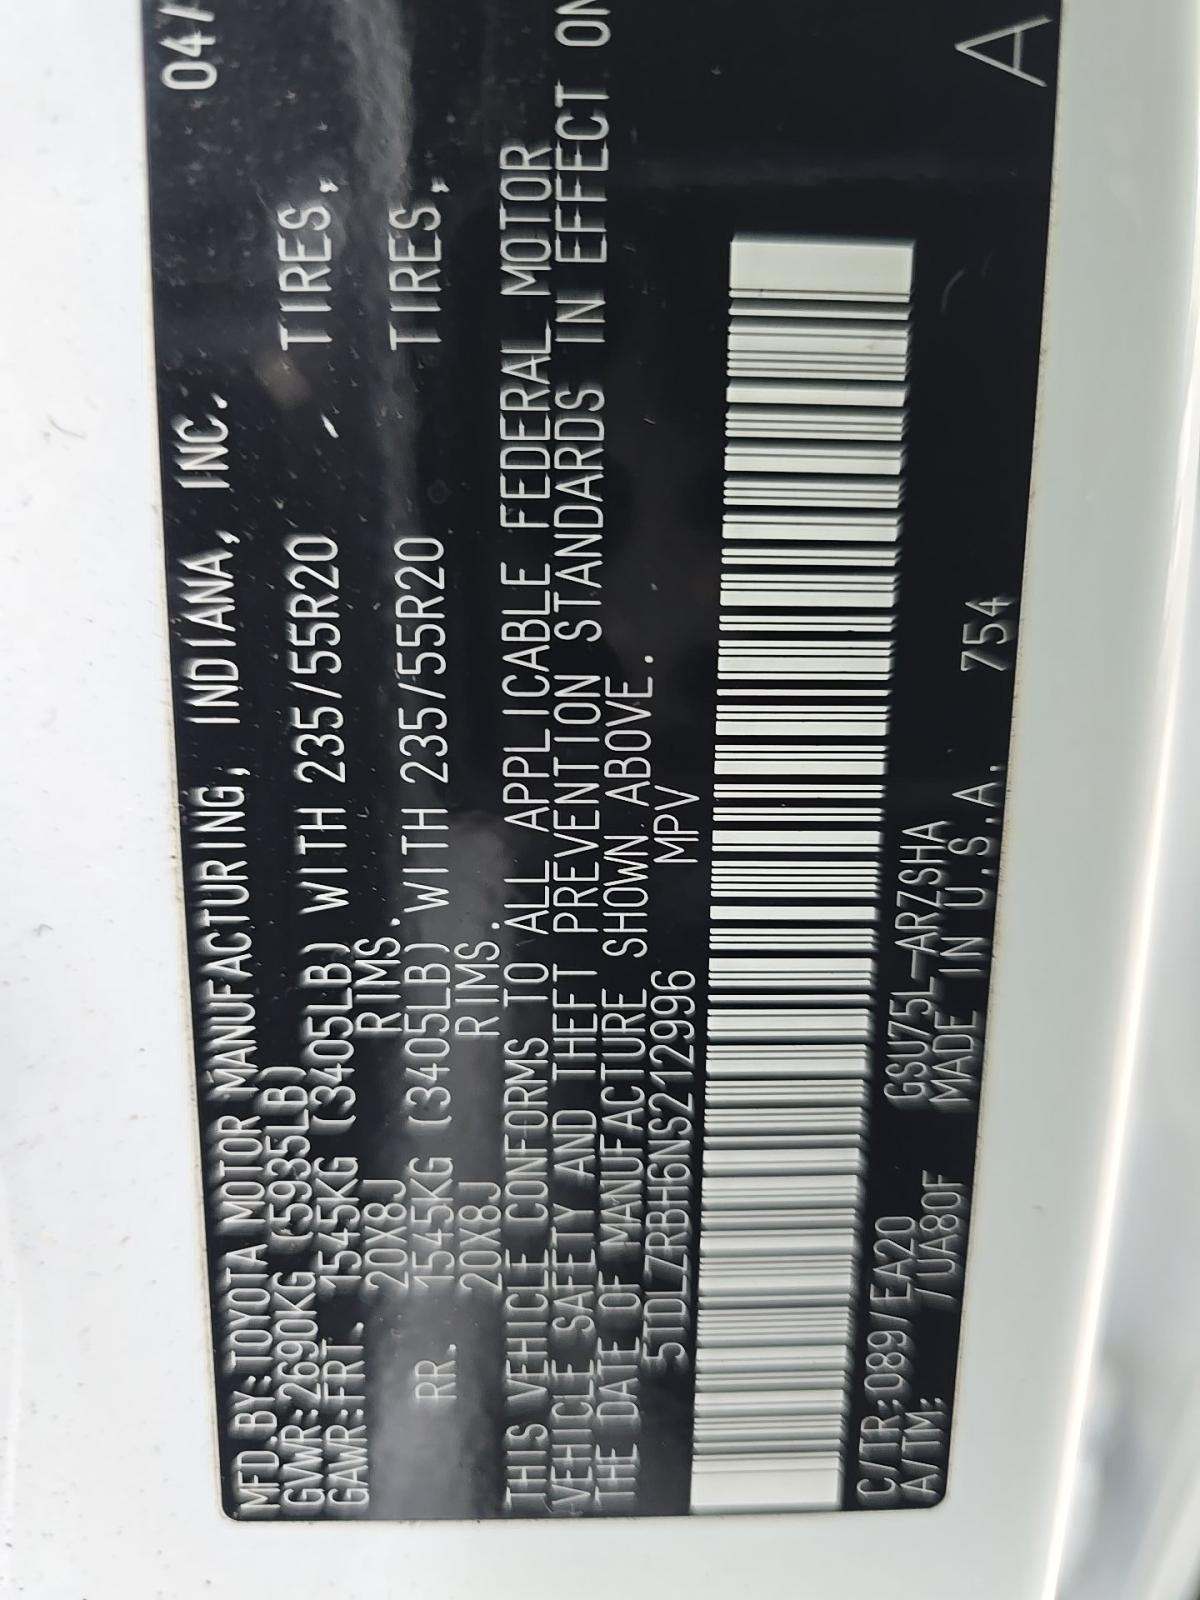 MFD.BY:TOYOTA MOTOR MANUFACTURING, INDIANA, INC. 04/
GVWR:2690KG (5935LB)
GAWR:FRT. 1545KG (3405LB) WITH 235/55R20 TIRES,
20X8J RIMS.
RR. 1545KG (3405LB) WITH 235/55R20 TIRES,
20X8J RIMS.
THIS VEHICLE CONFORMS TO ALL APPLICABLE FEDERAL MOTOR
VEHICLE SAFETY AND THEFT PREVENTION STANDARDS IN EFFECT ON
THE DATE OF MANUFACTURE SHOWN ABOVE.
5TDLZRBH6NS212996 MPV
C/TR:089/EA20 GSU75L-ARZSHA
A/TM: /UA80F MADE IN U.S.A. 754 A